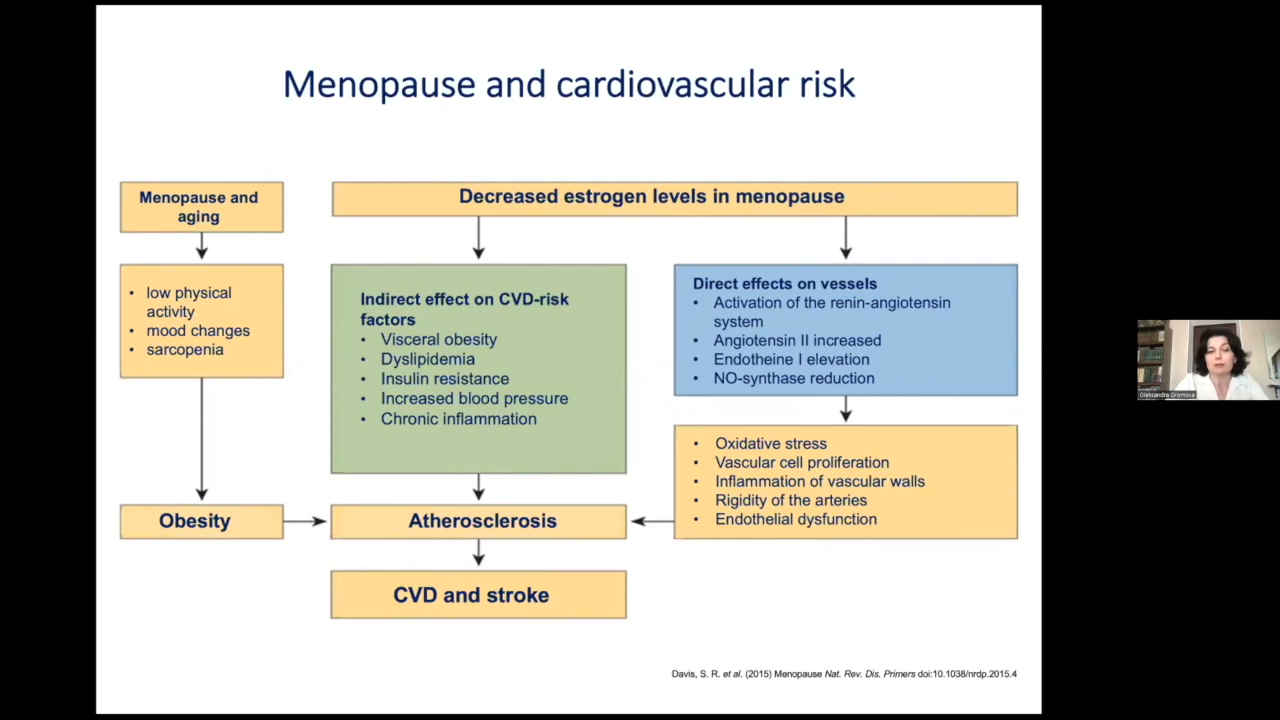 Menopause and cardiovascular risk
Menopause and
aging
• low physical
activity
• mood changes
• sarcopenia
Obesity
Decreased estrogen levels in menopause
Indirect effect on CVD-risk
factors
• Visceral obesity
• Dyslipidemia
• Insulin resistance
• Increased blood pressure
• Chronic inflammation
Atherosclerosis
CVD and stroke
Direct effects on vessels
• Activation of the renin-angiotensin
system
• Angiotensin II increased
• Endotheine I elevation
• NO-synthase reduction
• Oxidative stress
• Vascular cell proliferation
• Inflammation of vascular walls
• Rigidity of the arteries
• Endothelial dysfunction
Davis, S. R. et al. (2015) Menopause Nat. Rev. Dis. Primers doi:10.1038/nrdp.2015.4
Oleksandra Gromova